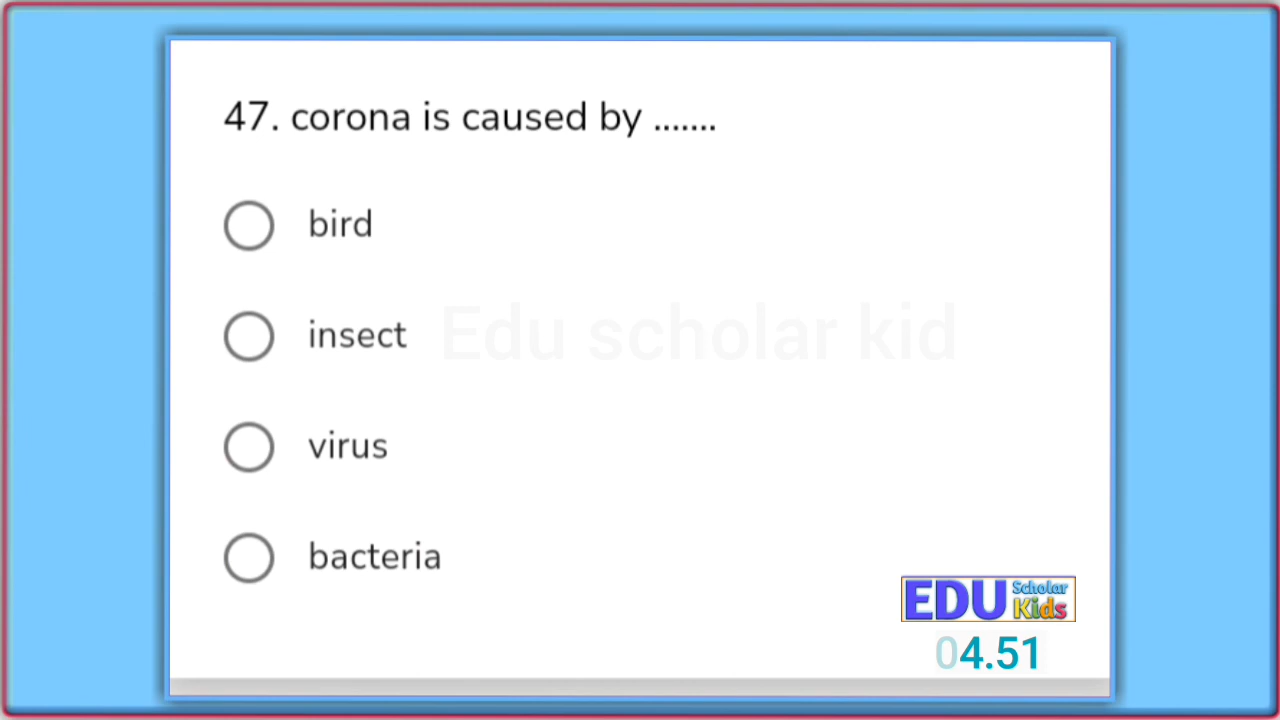 47. corona is caused by .......
bird
insect
Edu scholar kid
virus
bacteria
EDU Scholar Kids
04.51